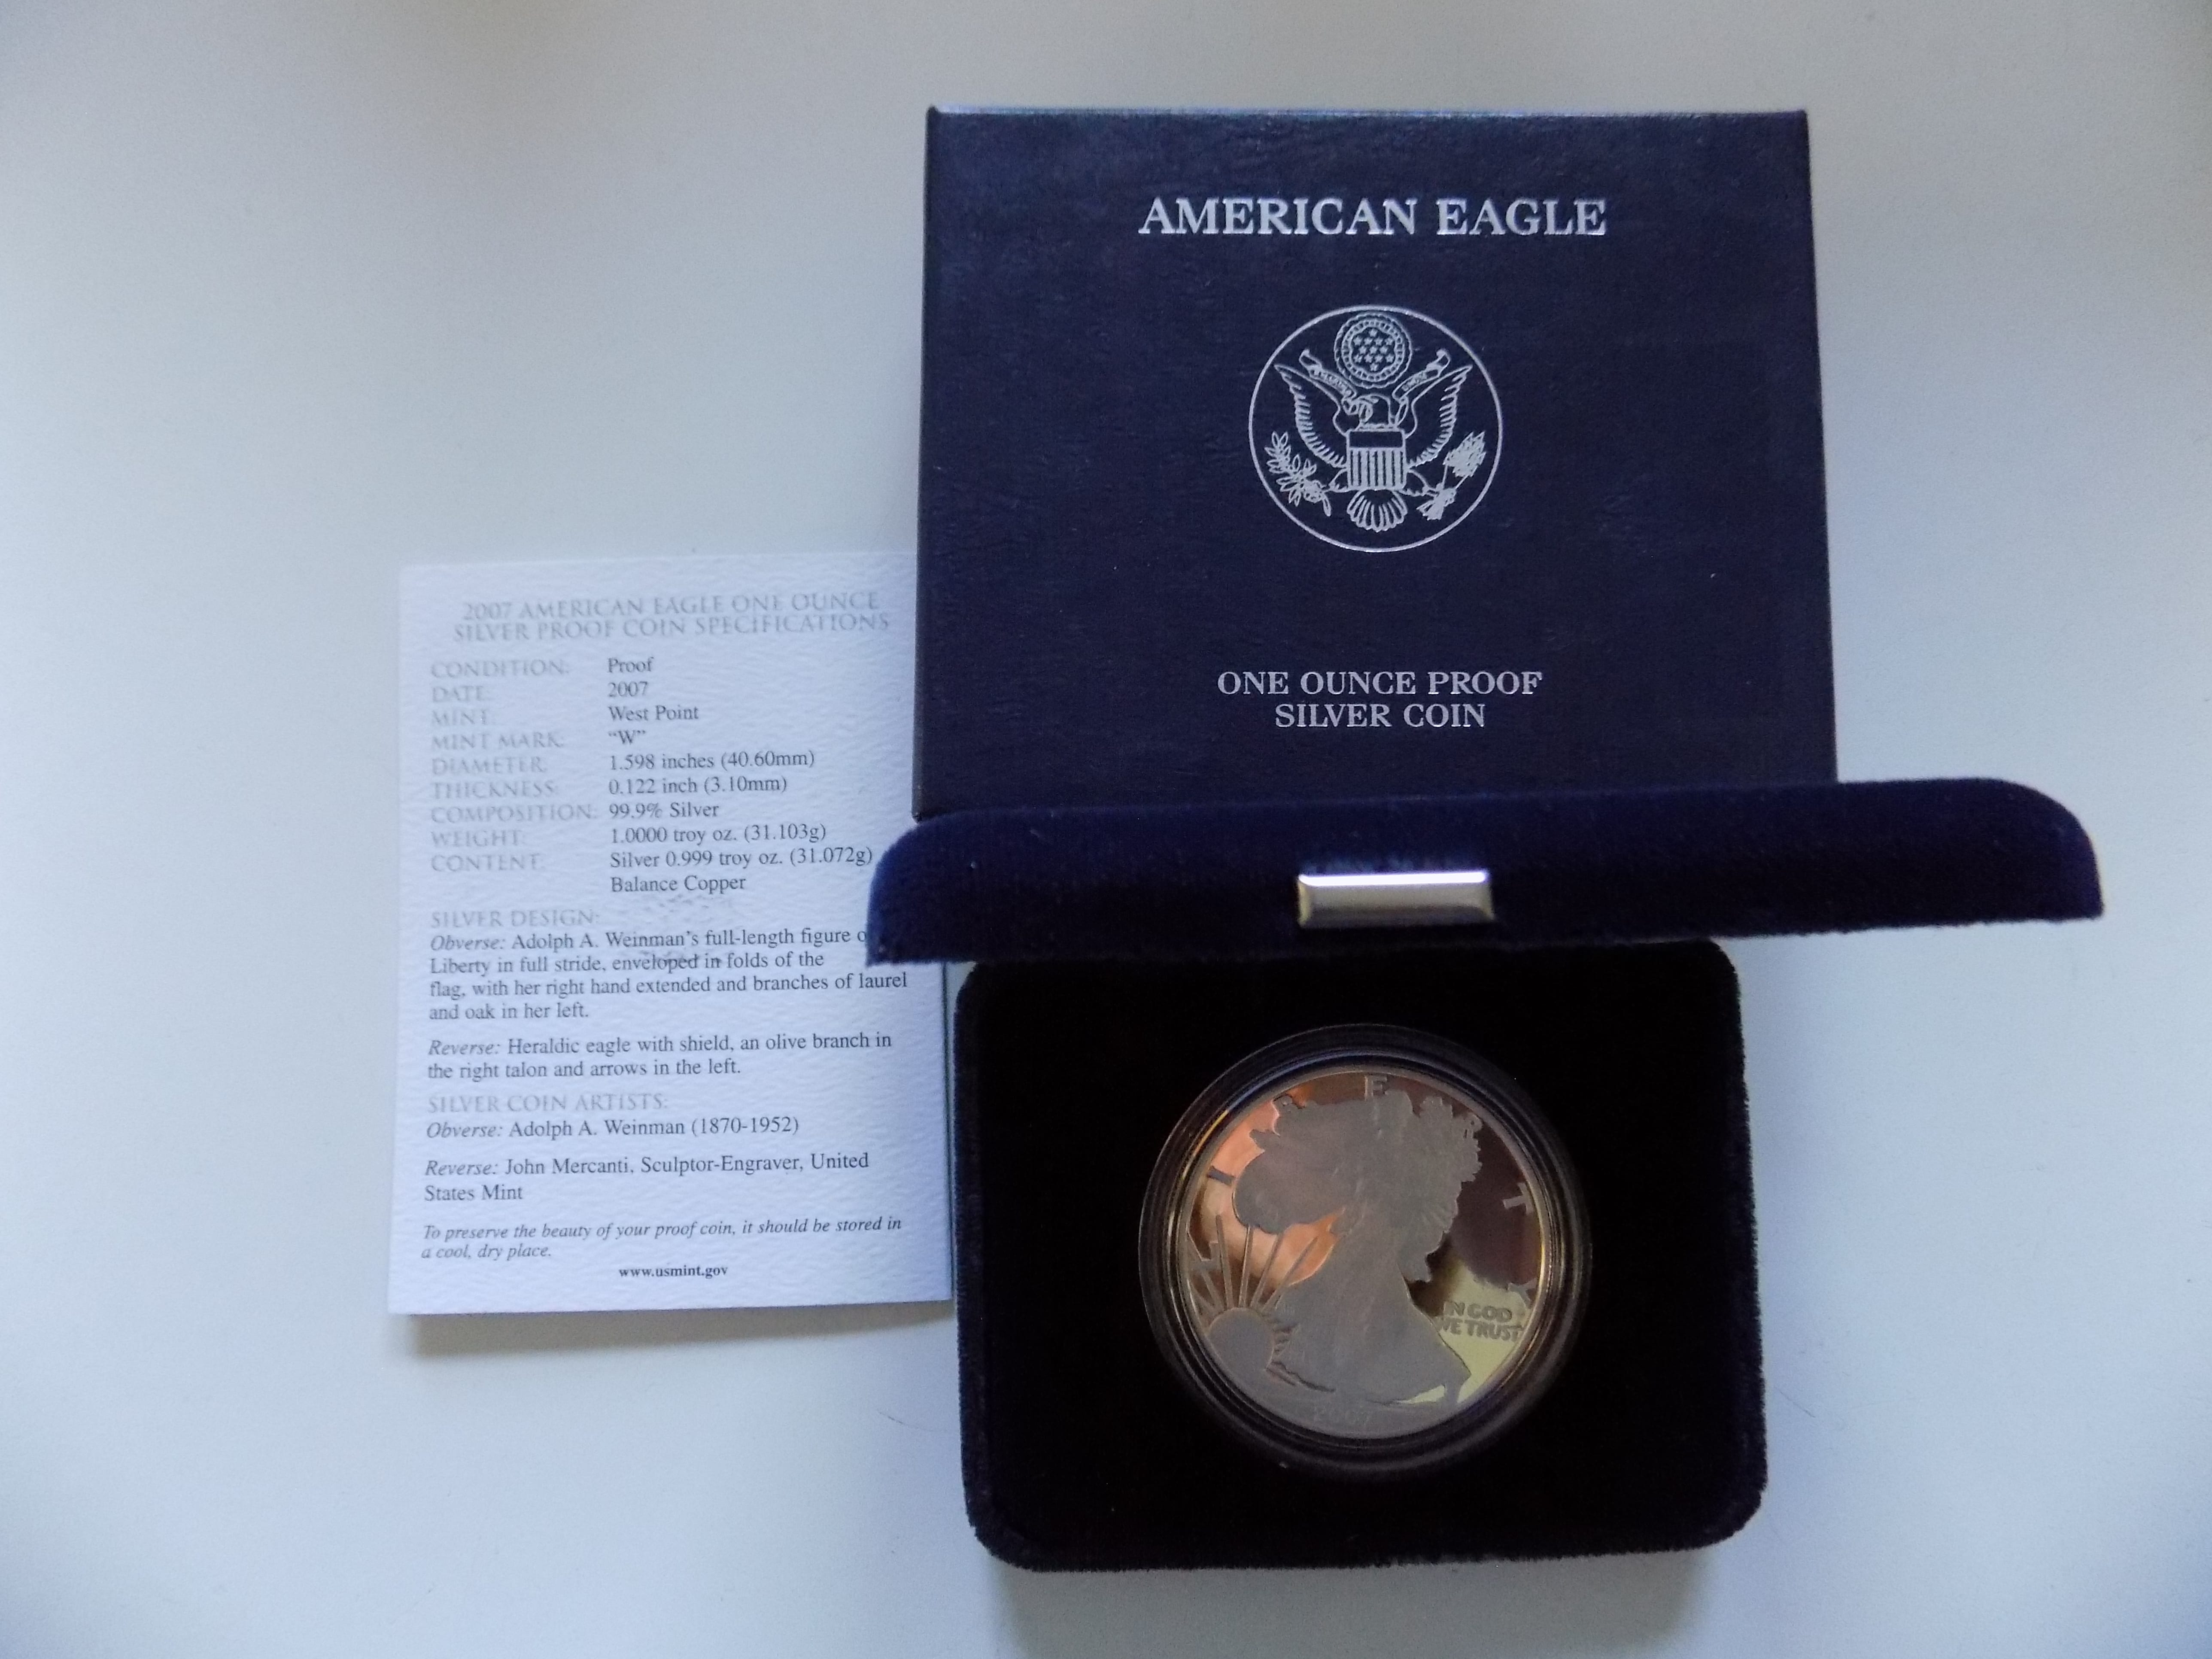 AMERICAN EAGLE
ONE OUNCE PROOF
SILVER COIN
2007 AMERICAN EAGLE ONE OUNCE
SILVER PROOF COIN SPECIFICATIONS
CONDITION: Proof
DATE: 2007
MINT: West Point
MINT MARK: “W”
DIAMETER: 1.598 inches (40.60mm)
THICKNESS: 0.122 inch (3.10mm)
COMPOSITION: 99.9% Silver
WEIGHT: 1.0000 troy oz. (31.103g)
CONTENT: Silver 0.999 troy oz. (31.072g)
Balance Copper
SILVER DESIGN:
Obverse: Adolph A. Weinman’s full-length figure
Liberty in full stride, enveloped in folds of the
flag, with her right hand extended and branches of laurel
and oak in her left.
Reverse: Heraldic eagle with shield, an olive branch in
the right talon and arrows in the left.
SILVER COIN ARTISTS:
Obverse: Adolph A. Weinman (1870-1952)
Reverse: John Mercanti, Sculptor-Engraver, United
States Mint
To preserve the beauty of your proof coin, it should be stored in
a cool, dry place.
www.usmint.gov
IN GOD
WE TRUST
2007